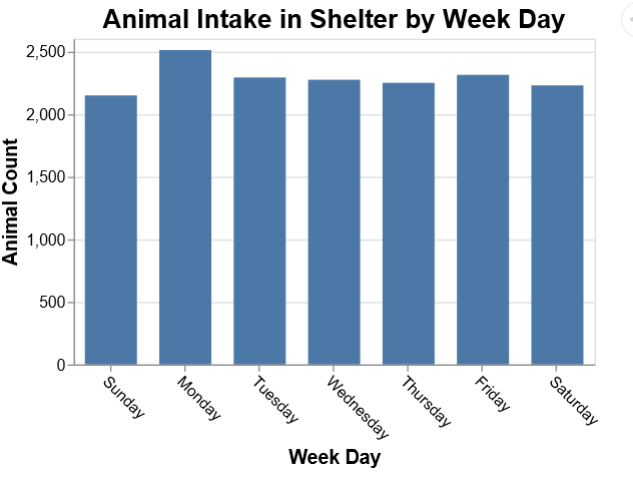 Animal Intake in Shelter by Week Day
2,500
2,000
1,500
1,000
500
0
Animal Count
Sunday
Monday
Tuesday
Wednesday
Thursday
Friday
Saturday
Week Day